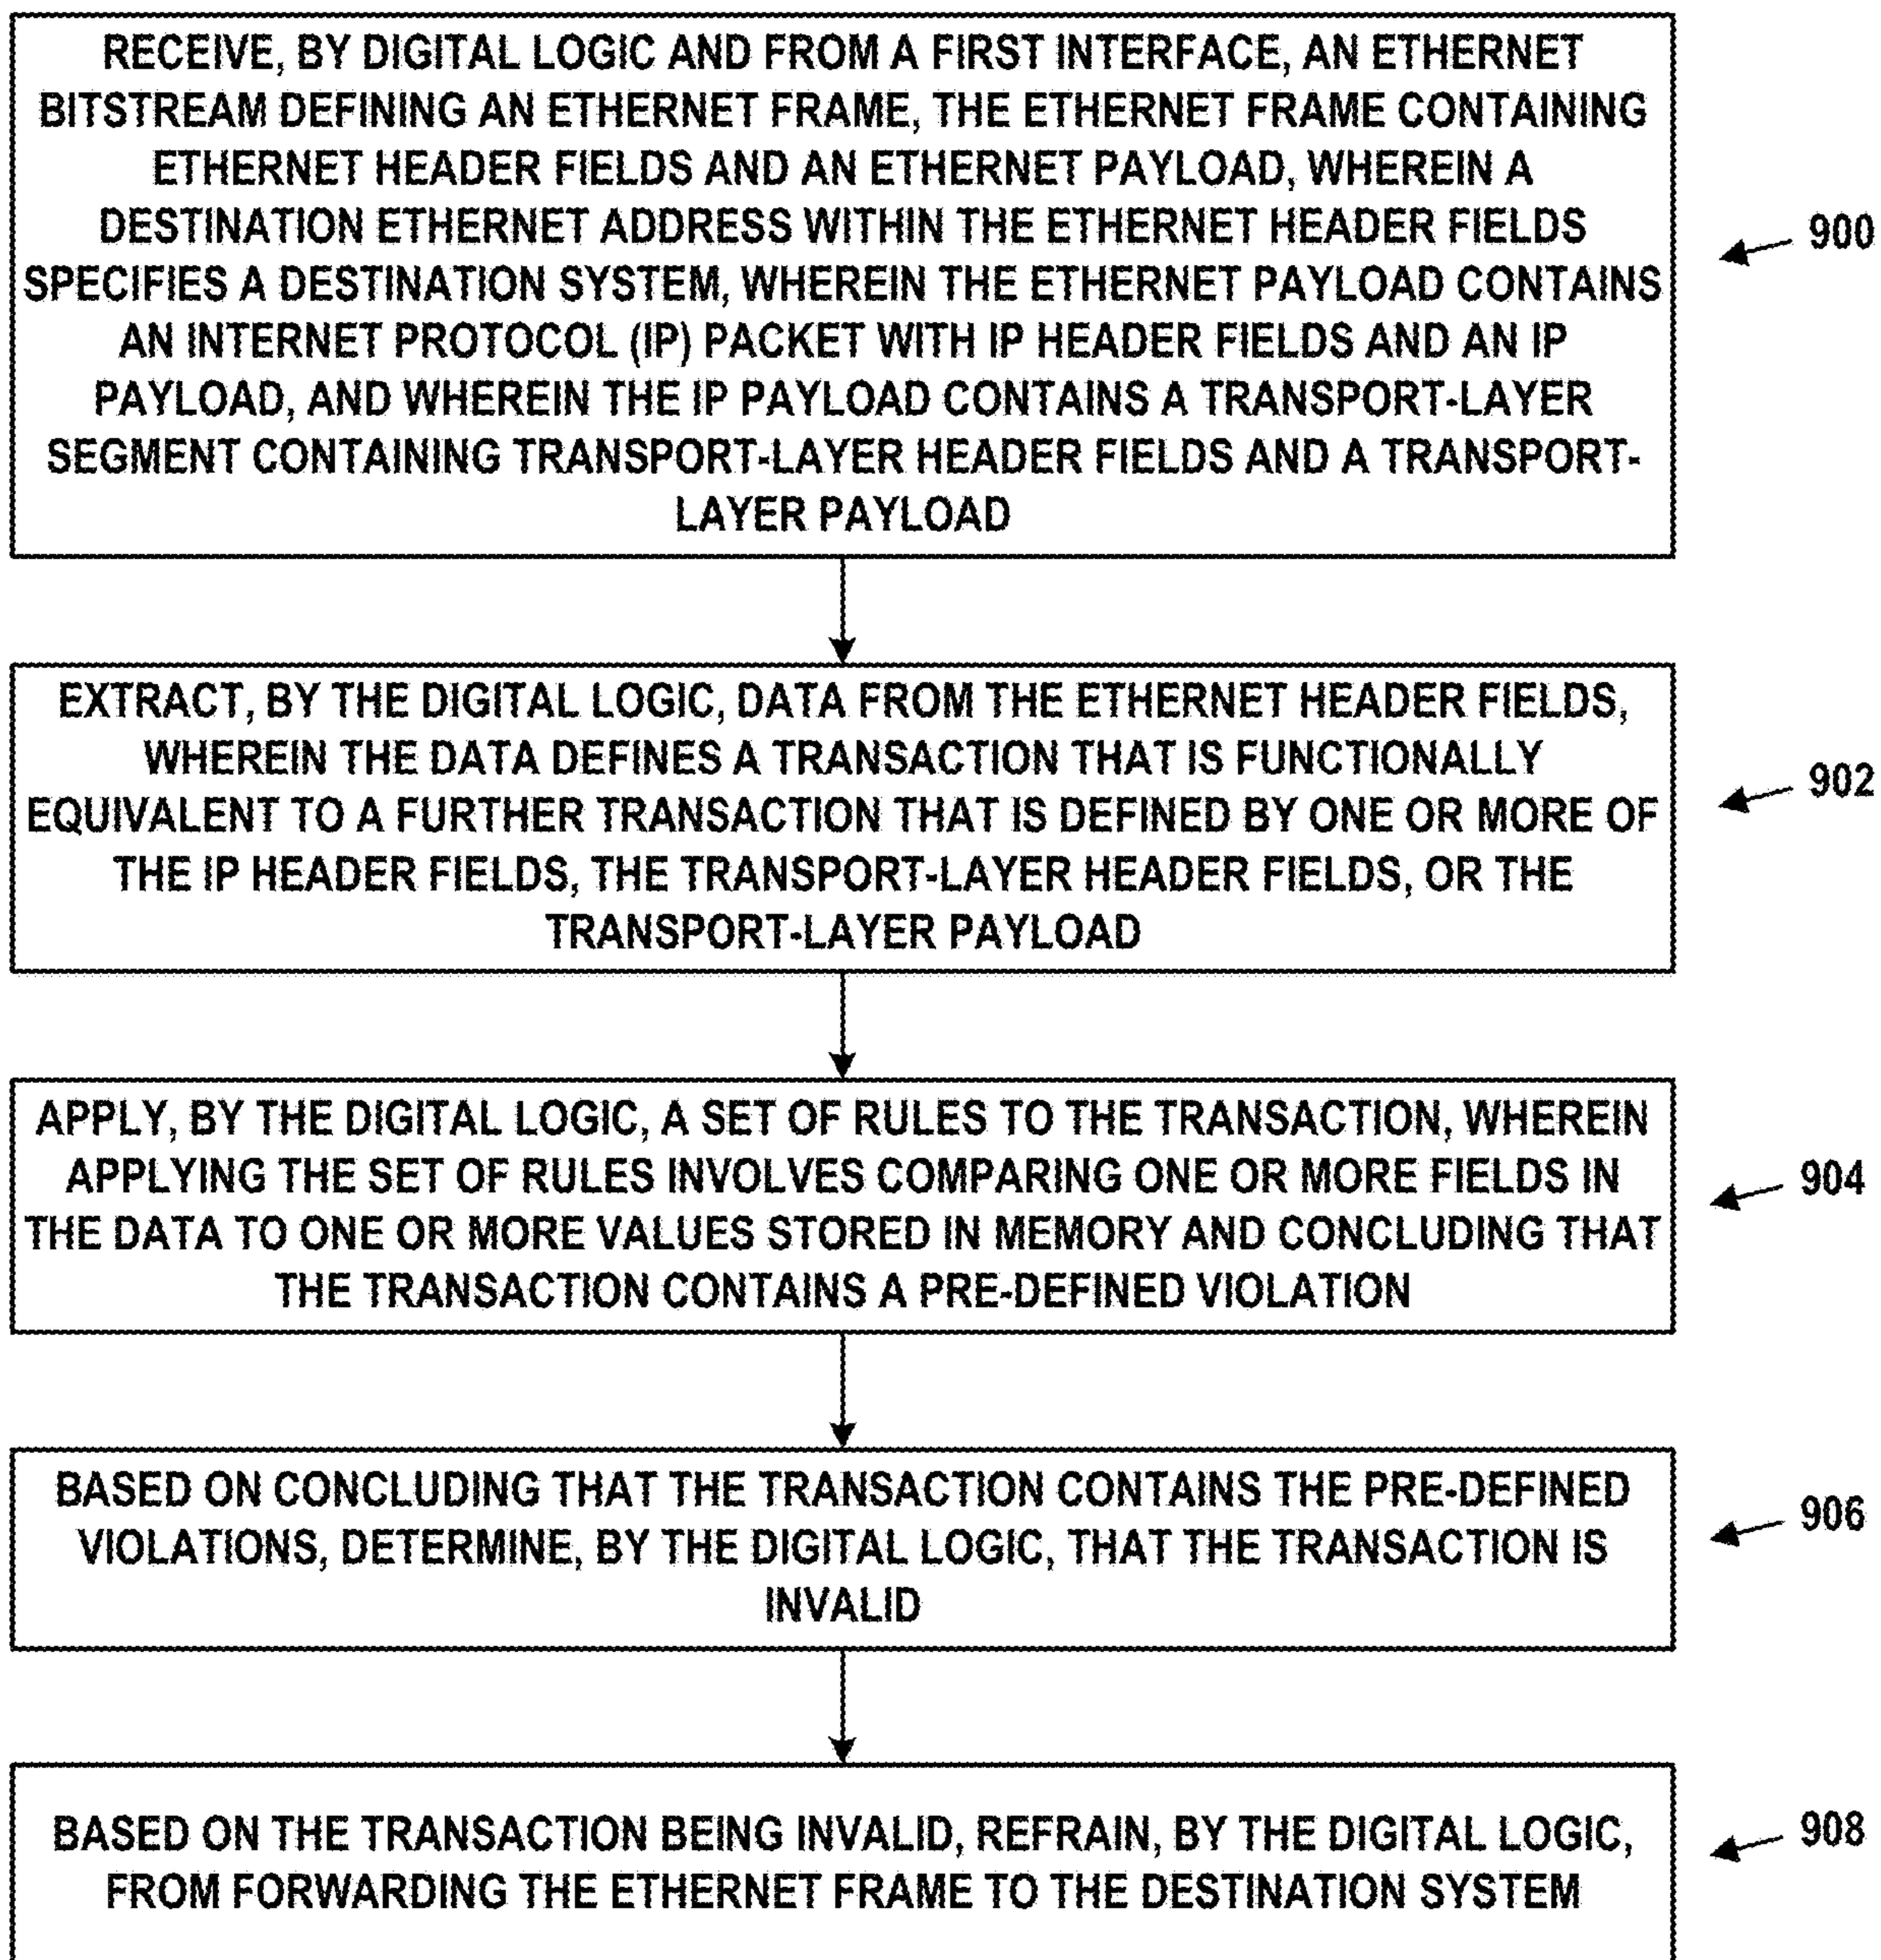 RECEIVE, BY DIGITAL LOGIC AND FROM A FIRST INTERFACE, AN ETHERNET
BITSTREAM DEFINING AN ETHERNET FRAME, THE ETHERNET FRAME CONTAINING
ETHERNET HEADER FIELDS AND AN ETHERNET PAYLOAD, WHEREIN A
DESTINATION ETHERNET ADDRESS WITHIN THE ETHERNET HEADER FIELDS
SPECIFIES A DESTINATION SYSTEM, WHEREIN THE ETHERNET PAYLOAD CONTAINS
AN INTERNET PROTOCOL (IP) PACKET WITH IP HEADER FIELDS AND AN IP
PAYLOAD, AND WHEREIN THE IP PAYLOAD CONTAINS A TRANSPORT-LAYER
SEGMENT CONTAINING TRANSPORT-LAYER HEADER FIELDS AND A TRANSPORT-
LAYER PAYLOAD
900
EXTRACT, BY THE DIGITAL LOGIC, DATA FROM THE ETHERNET HEADER FIELDS,
WHEREIN THE DATA DEFINES A TRANSACTION THAT IS FUNCTIONALLY
EQUIVALENT TO A FURTHER TRANSACTION THAT IS DEFINED BY ONE OR MORE OF
THE IP HEADER FIELDS, THE TRANSPORT-LAYER HEADER FIELDS, OR THE
TRANSPORT-LAYER PAYLOAD
902
APPLY, BY THE DIGITAL LOGIC, A SET OF RULES TO THE TRANSACTION, WHEREIN
APPLYING THE SET OF RULES INVOLVES COMPARING ONE OR MORE FIELDS IN
THE DATA TO ONE OR MORE VALUES STORED IN MEMORY AND CONCLUDING THAT
THE TRANSACTION CONTAINS A PRE-DEFINED VIOLATION
904
BASED ON CONCLUDING THAT THE TRANSACTION CONTAINS THE PRE-DEFINED
VIOLATIONS, DETERMINE, BY THE DIGITAL LOGIC, THAT THE TRANSACTION IS
INVALID
906
BASED ON THE TRANSACTION BEING INVALID, REFRAIN, BY THE DIGITAL LOGIC,
FROM FORWARDING THE ETHERNET FRAME TO THE DESTINATION SYSTEM
908